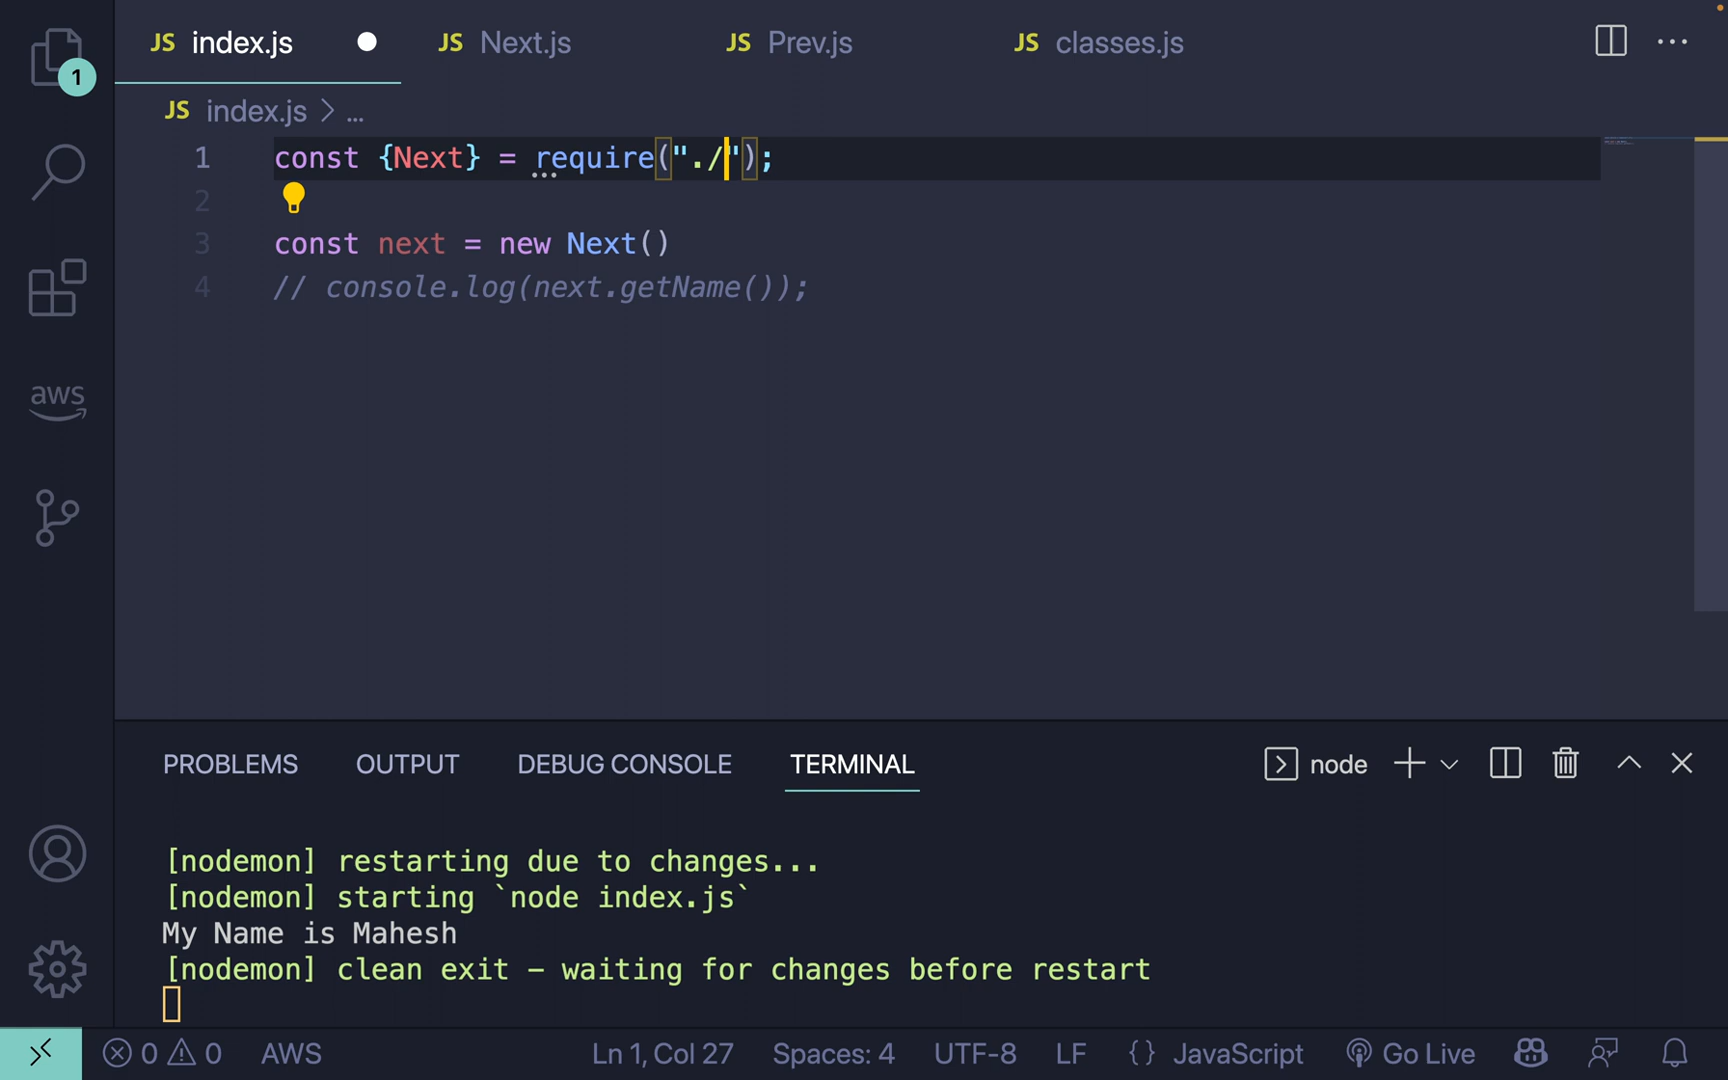 JS index.js JS Next.js JS Prev.js JS classes.js
1
JS index.js > ...
1 const {Next} = require("./");
2
3 const next = new Next()
4 // console.log(next.getName());
aws
PROBLEMS OUTPUT DEBUG CONSOLE TERMINAL node
[nodemon] restarting due to changes...
[nodemon] starting `node index.js`
My Name is Mahesh
[nodemon] clean exit - waiting for changes before restart
0 0 AWS Ln 1, Col 27 Spaces: 4 UTF-8 LF {} JavaScript Go Live